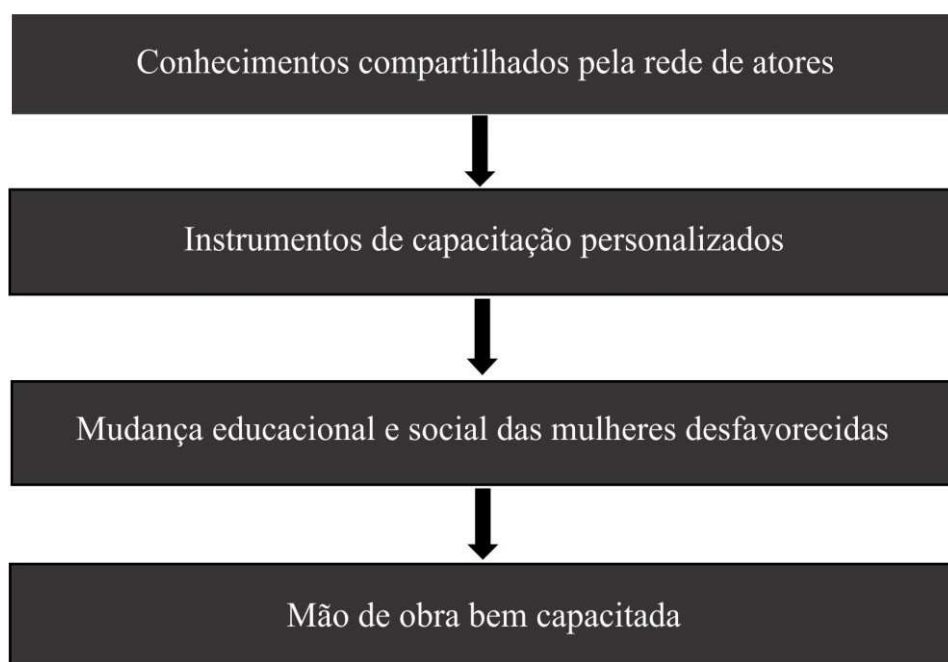 Conhecimentos compartilhados pela rede de atores
Instrumentos de capacitação personalizados
Mudança educacional e social das mulheres desfavorecidas
Mão de obra bem capacitada